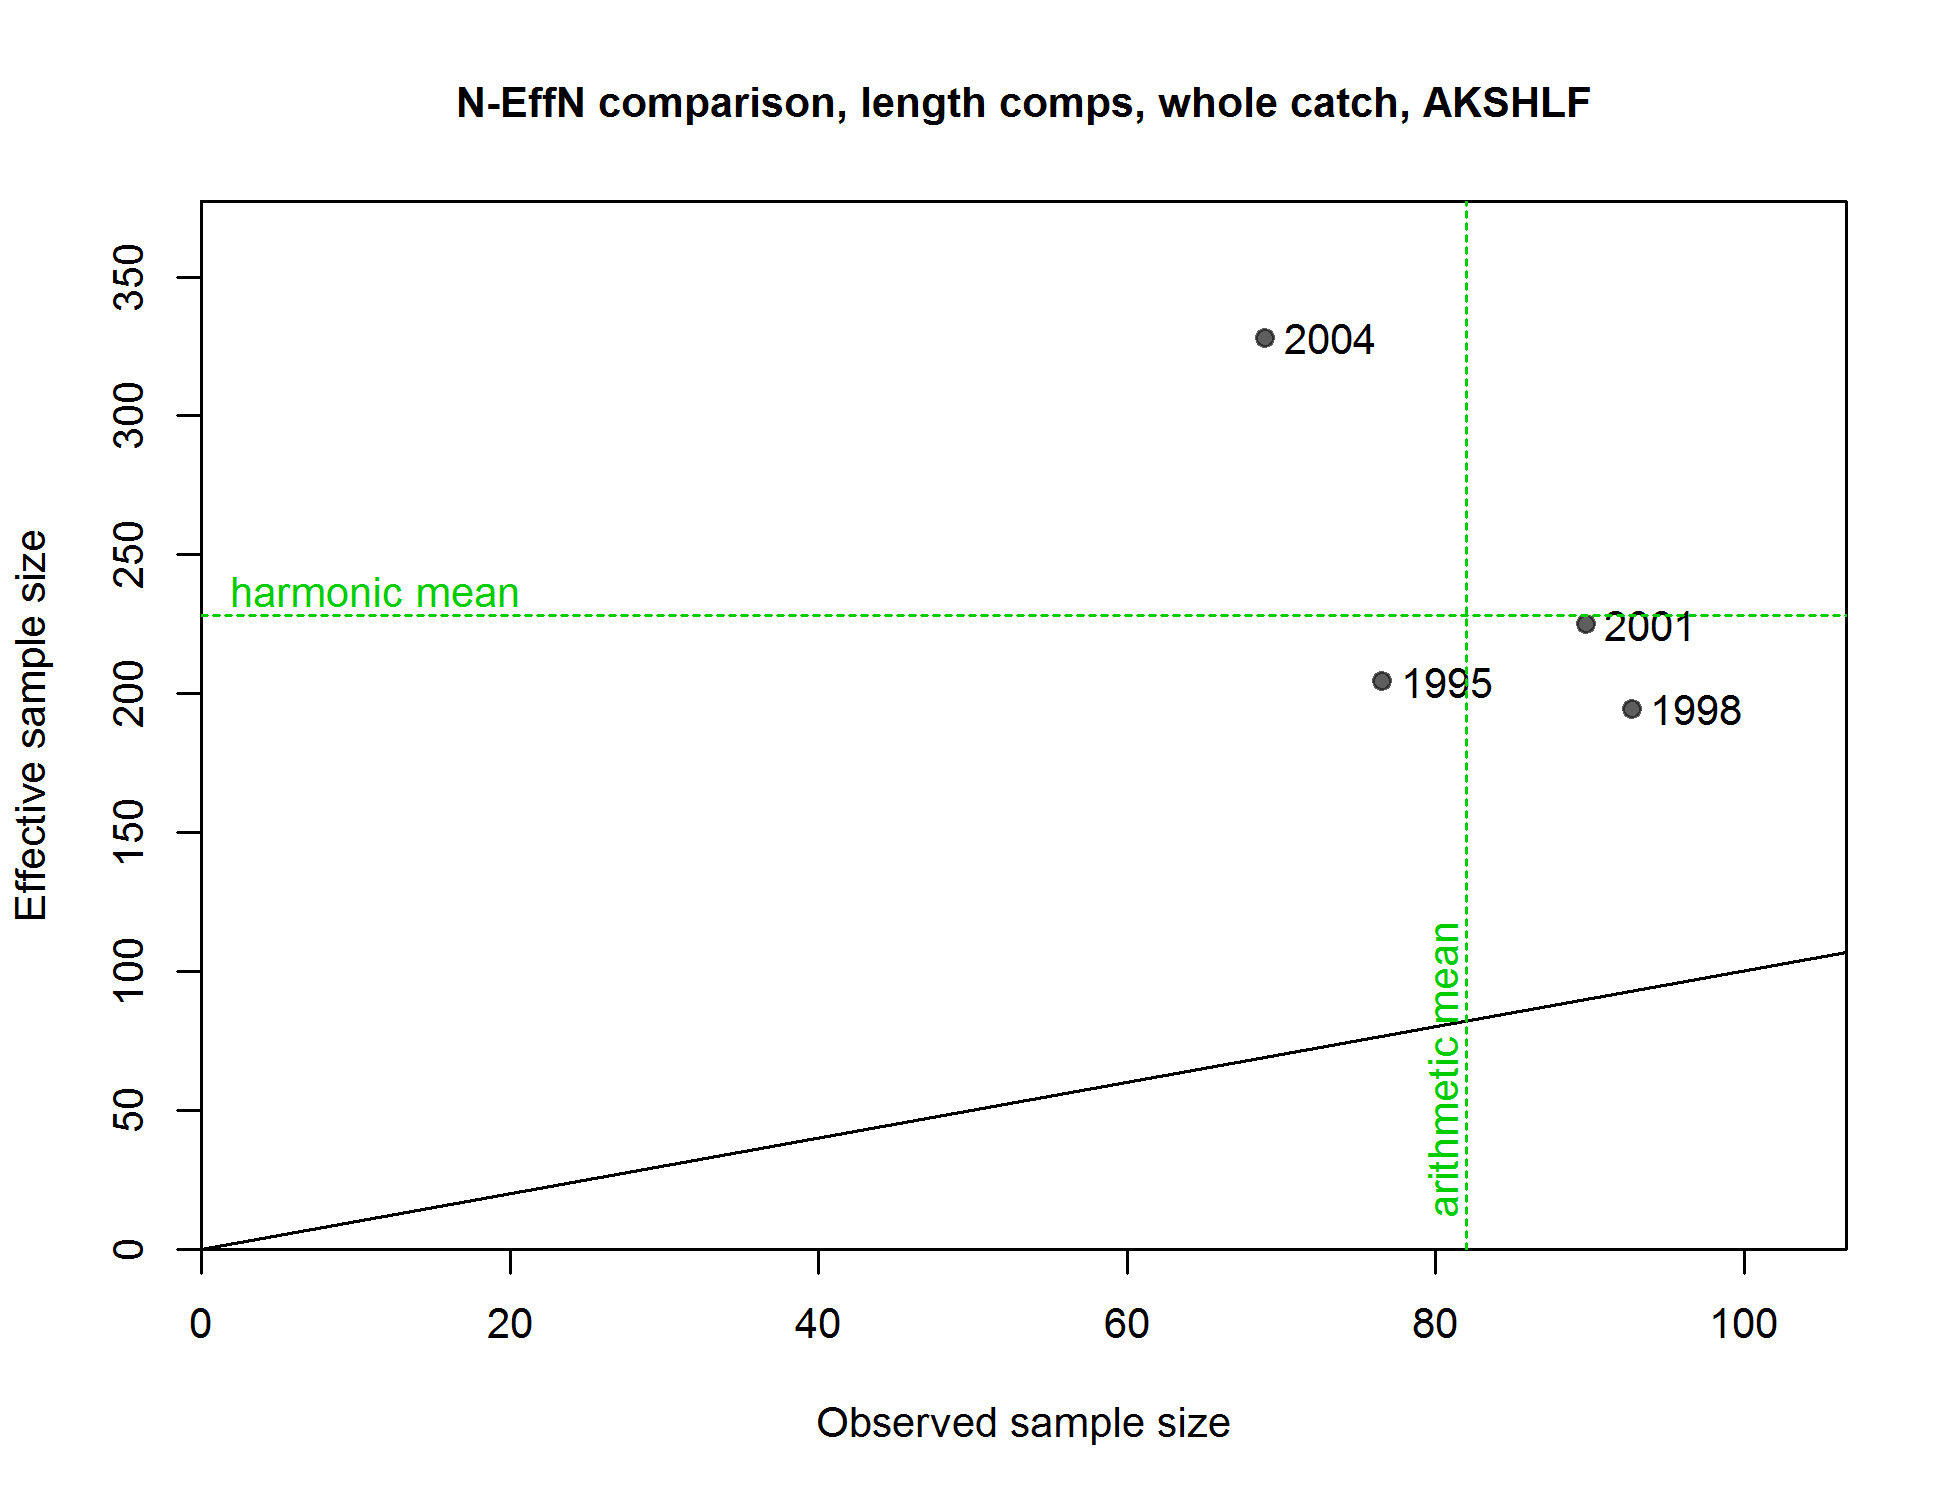 N-EffN comparison, length comps, whole catch, AKSHLF
Effective sample size
350
300
250
200
150
100
50
0
2004
harmonic mean
2001
1995
1998
arithmetic mean
0 20 40 60 80 100
Observed sample size